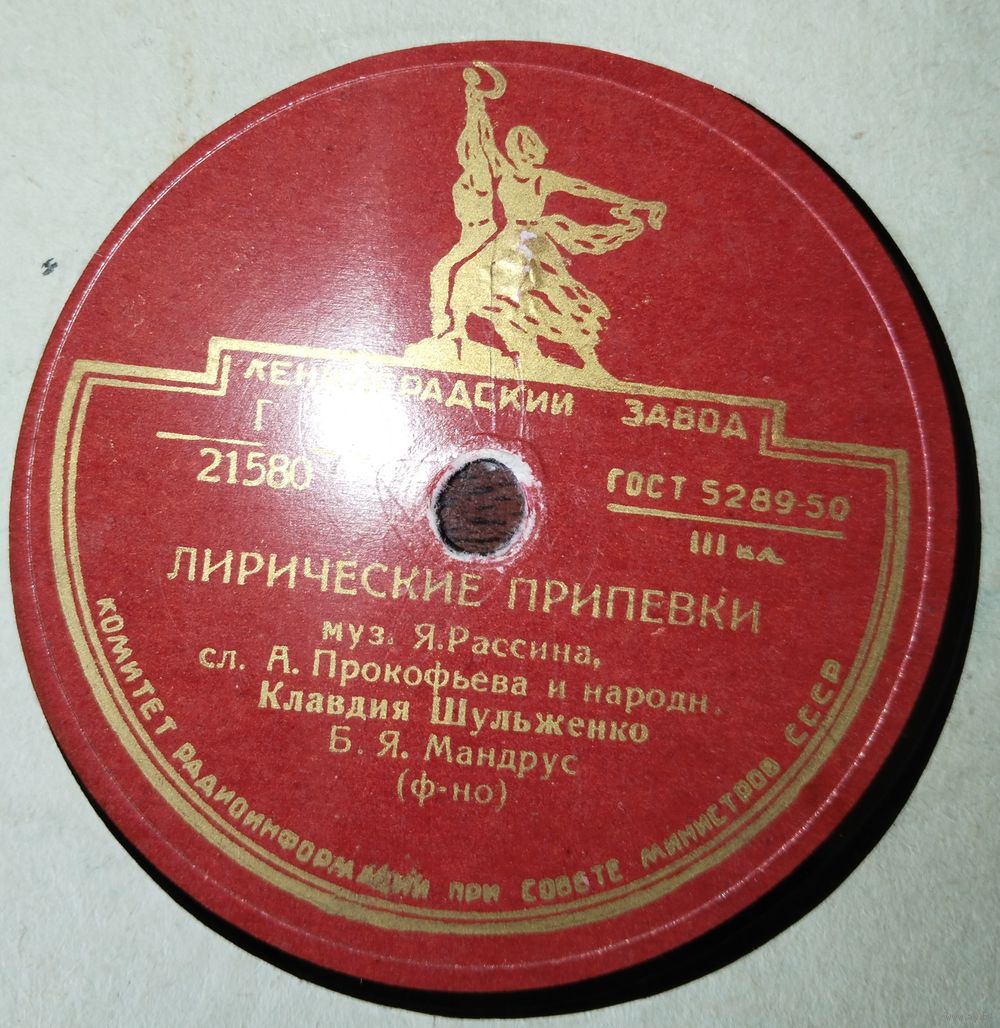 ЛЕНИНГРАДСКИЙ ЗАВОД
Г
21580
ГОСТ 5289-50
III кл
ЛИРИЧЕСКИЕ ПРИПЕВКИ
муз. Я.Рассина,
сл. А.Прокофьева и народн.
Клавдия Шульженко
Б. Я. Мандрус
(ф-но)
КОМИТЕТ РАДИОИНФОРМАЦИИ ПРИ СОВЕТЕ МИНИСТРОВ СССР